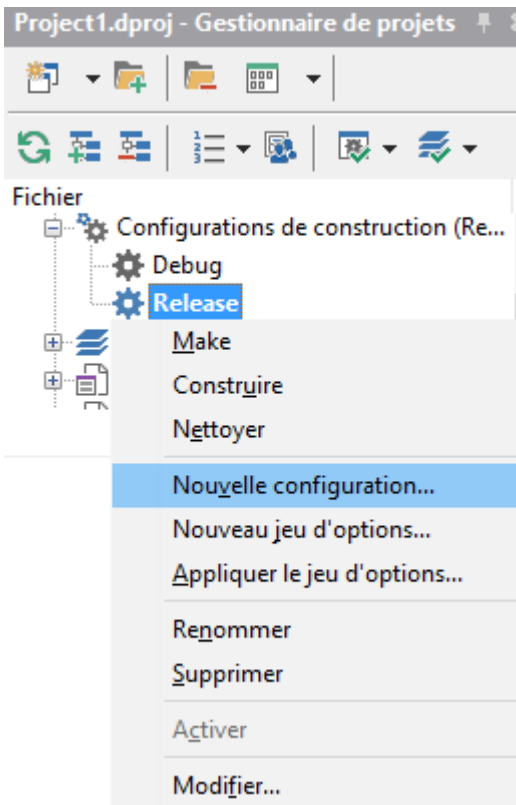 Project1.dproj - Gestionnaire de projets
Fichier
Configurations de construction (Re...
Debug
Release
Make
Construire
Nettoyer
Nouvelle configuration...
Nouveau jeu d'options...
Appliquer le jeu d'options...
Renommer
Supprimer
Activer
Modifier...